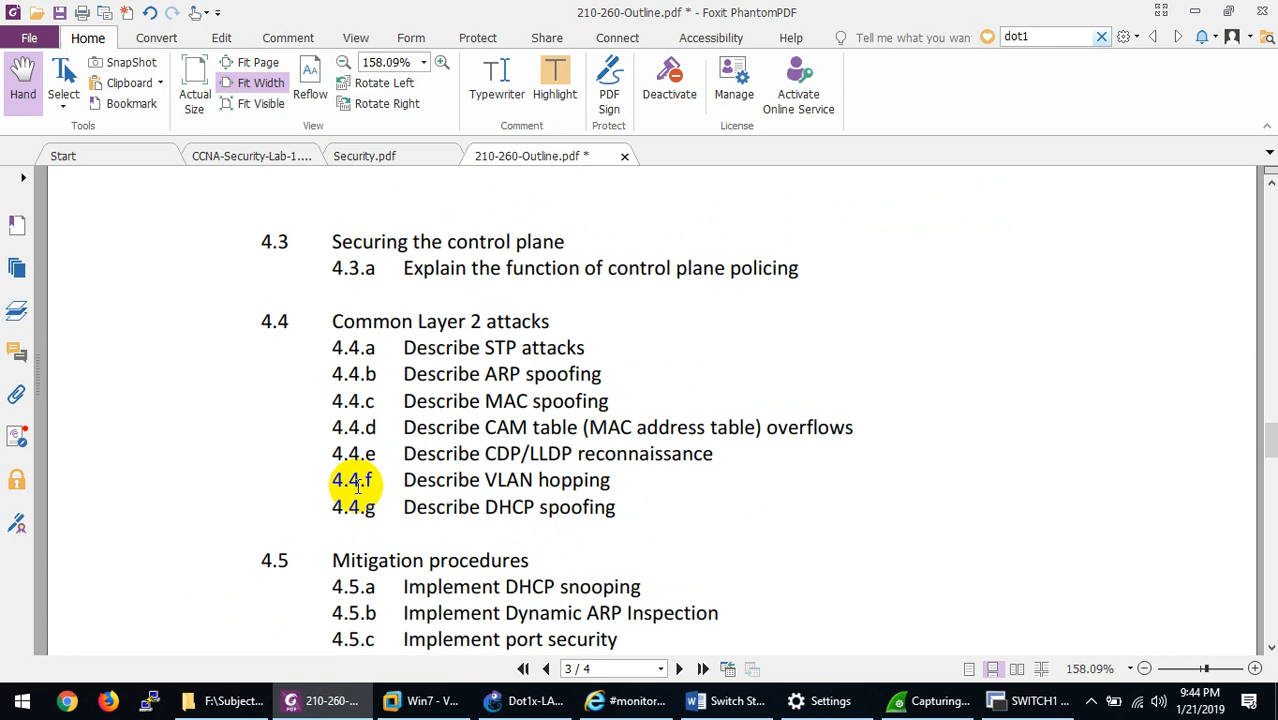 210-260-Outline.pdf * - Foxit PhantomPDF
File Home Convert Edit Comment View Form Protect Share Connect Accessibility Help Tell me what you wan dot1
Hand
Select
SnapShot
Clipboard
Bookmark
Tools
Actual Size
Fit Page
Fit Width
Fit Visible
Reflow
158.09%
Rotate Left
Rotate Right
View
Typewriter
Highlight
Comment
PDF Sign
Protect
Deactivate
Manage
License
Activate Online Service
Start CCNA-Security-Lab-1.... Security.pdf 210-260-Outline.pdf *
4.3 Securing the control plane
4.3.a Explain the function of control plane policing
4.4 Common Layer 2 attacks
4.4.a Describe STP attacks
4.4.b Describe ARP spoofing
4.4.c Describe MAC spoofing
4.4.d Describe CAM table (MAC address table) overflows
4.4.e Describe CDP/LLDP reconnaissance
4.4.f Describe VLAN hopping
4.4.g Describe DHCP spoofing
4.5 Mitigation procedures
4.5.a Implement DHCP snooping
4.5.b Implement Dynamic ARP Inspection
4.5.c Implement port security
3 / 4 158.09%
F:\Subject... 210-260-... Win7 - V... Dot1x-LA... #monitor... Switch St... Settings Capturing... SWITCH1 9:44 PM
1/21/2019